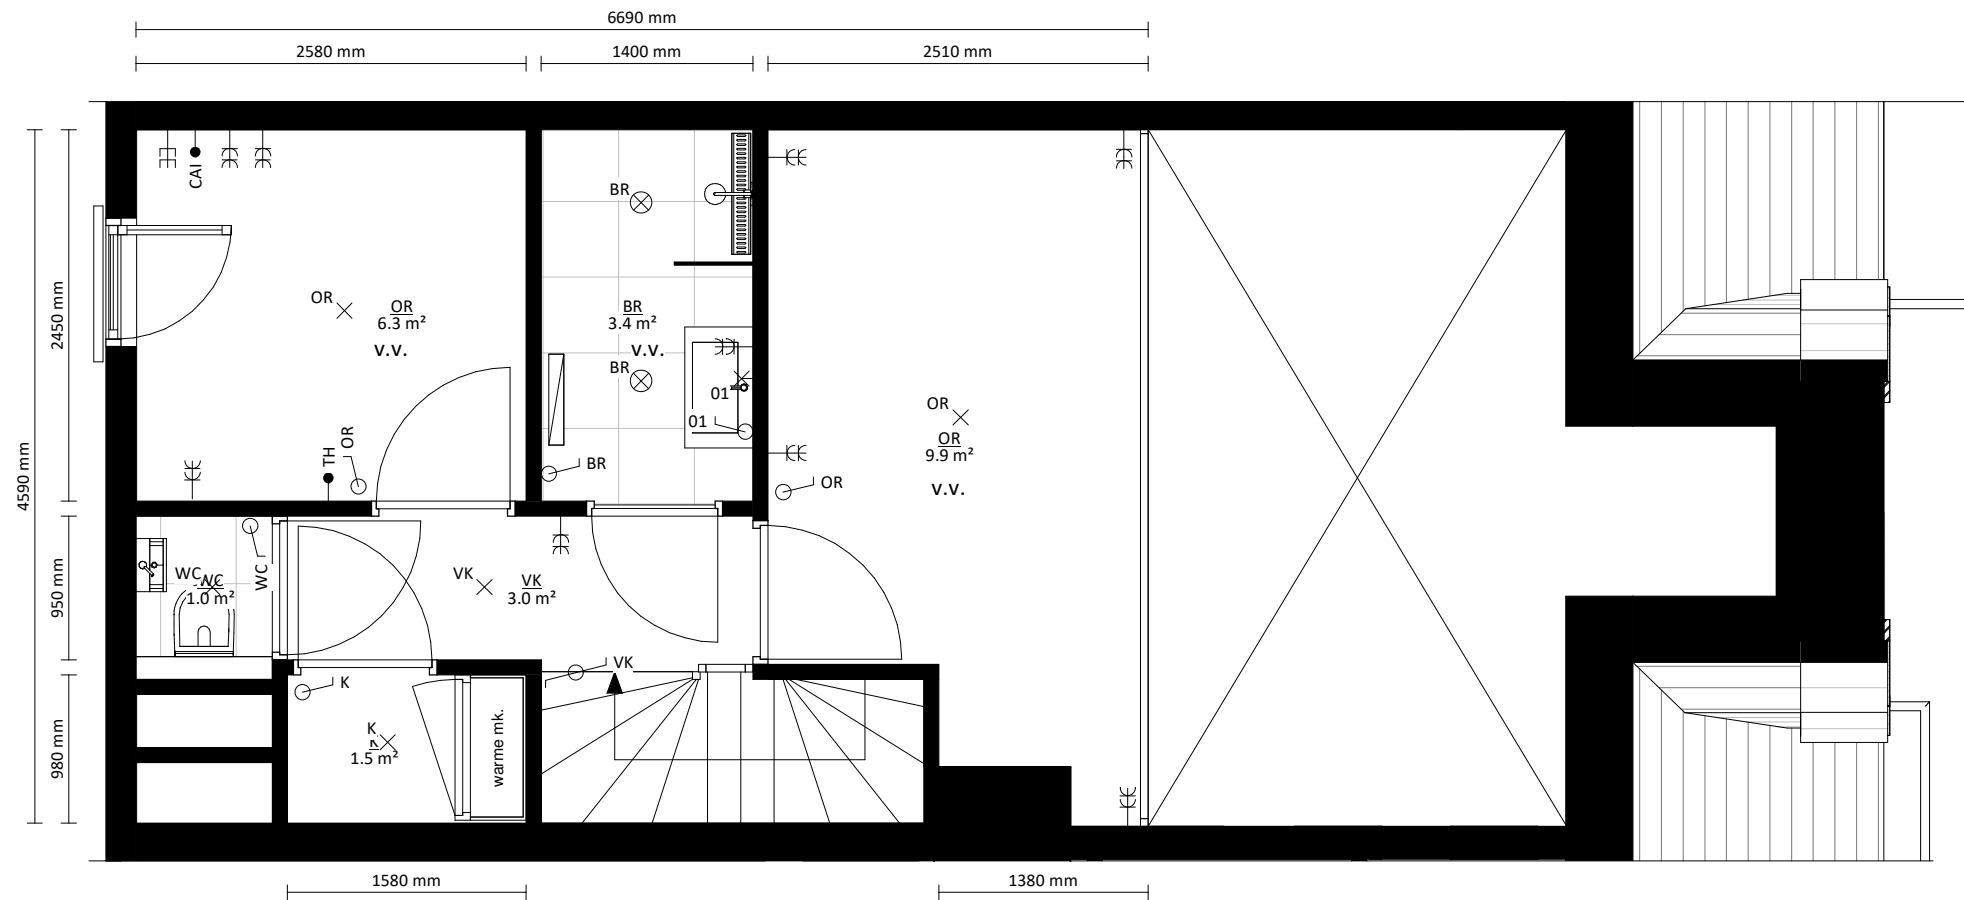 6690 mm
2580 mm
1400 mm
2510 mm
CAI
BR
2450 mm
4590 mm
OR
OR
6.3 m²
v.v.
BR
3.4 m²
v.v.
BR
01
01
OR
OR
9.9 m²
v.v.
TH
OR
BR
OR
950 mm
WC
WC
1.0 m²
WC
VK
VK
3.0 m²
VK
K
980 mm
K
K
1.5 m²
warme mk.
1580 mm
1380 mm